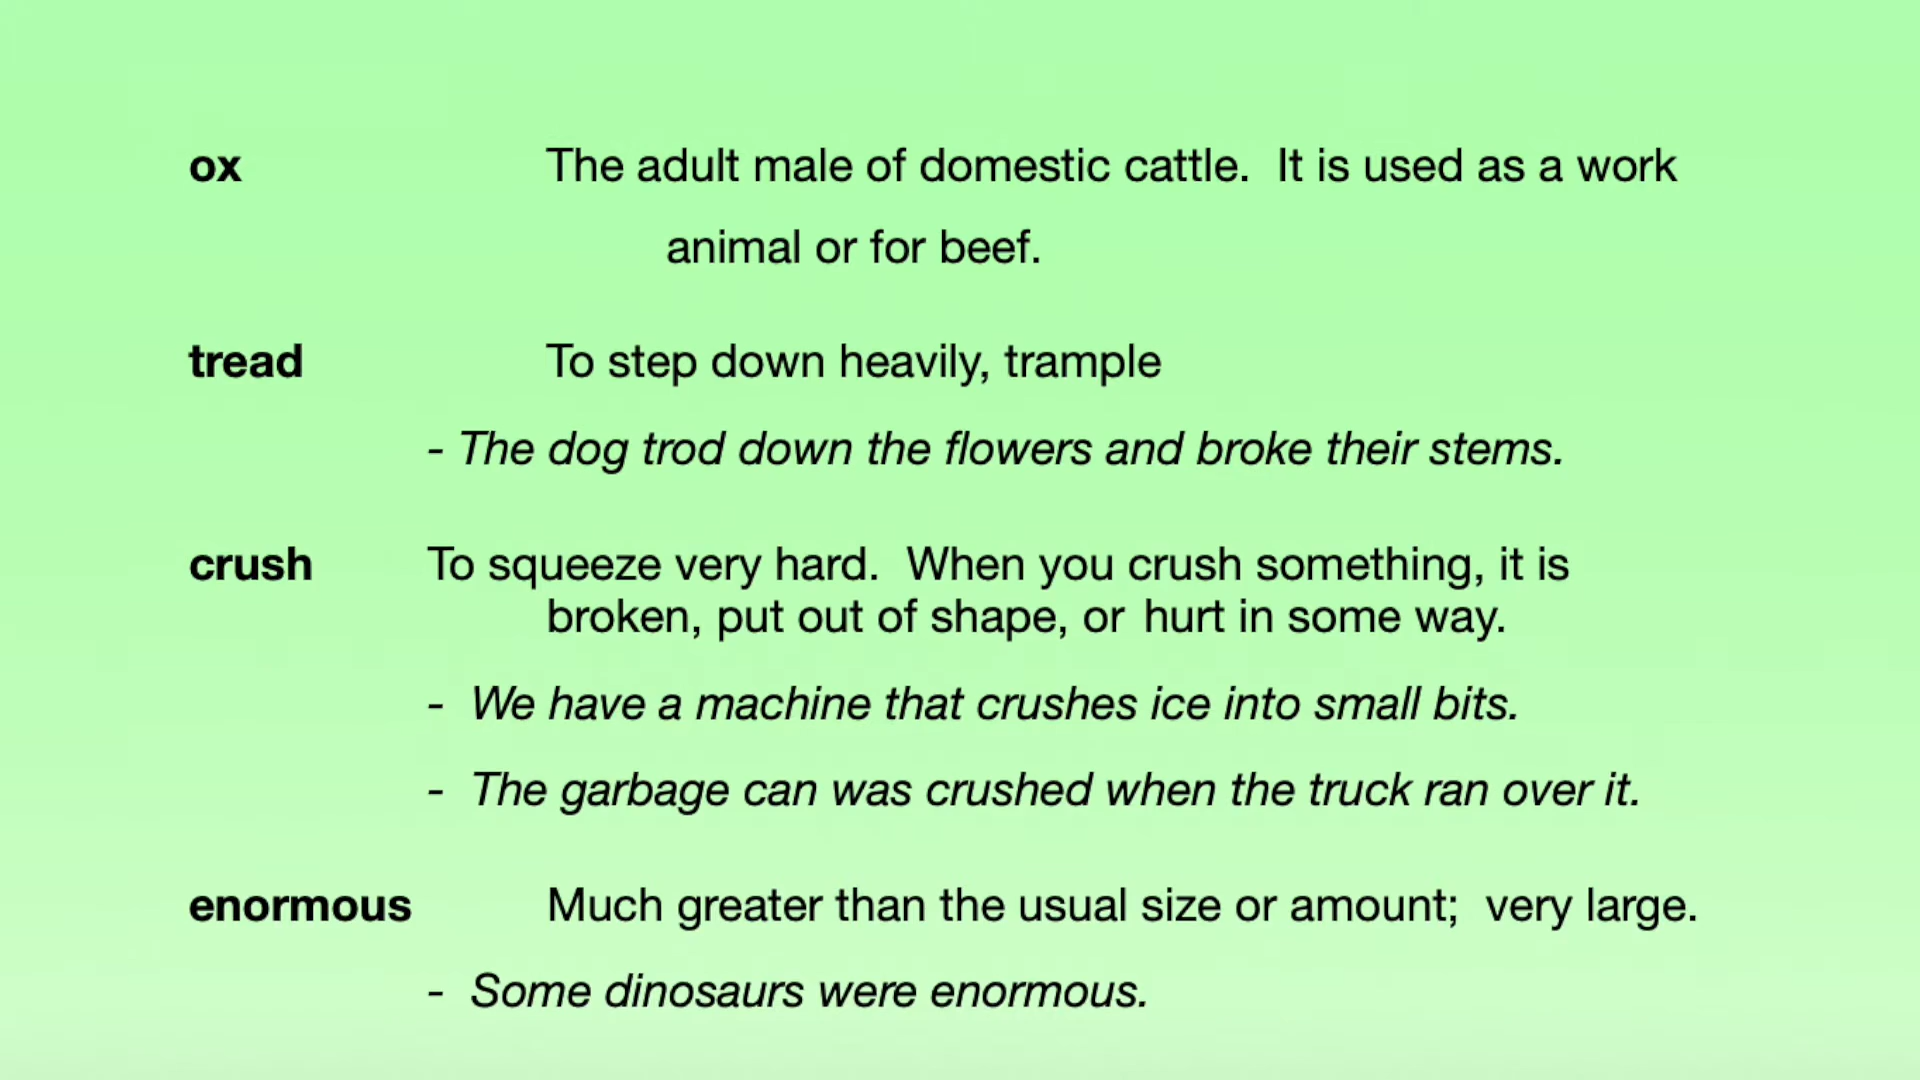 ox The adult male of domestic cattle. It is used as a work
animal or for beef.
tread To step down heavily, trample
- The dog trod down the flowers and broke their stems.
crush To squeeze very hard. When you crush something, it is
broken, put out of shape, or hurt in some way.
- We have a machine that crushes ice into small bits.
- The garbage can was crushed when the truck ran over it.
enormous Much greater than the usual size or amount; very large.
- Some dinosaurs were enormous.